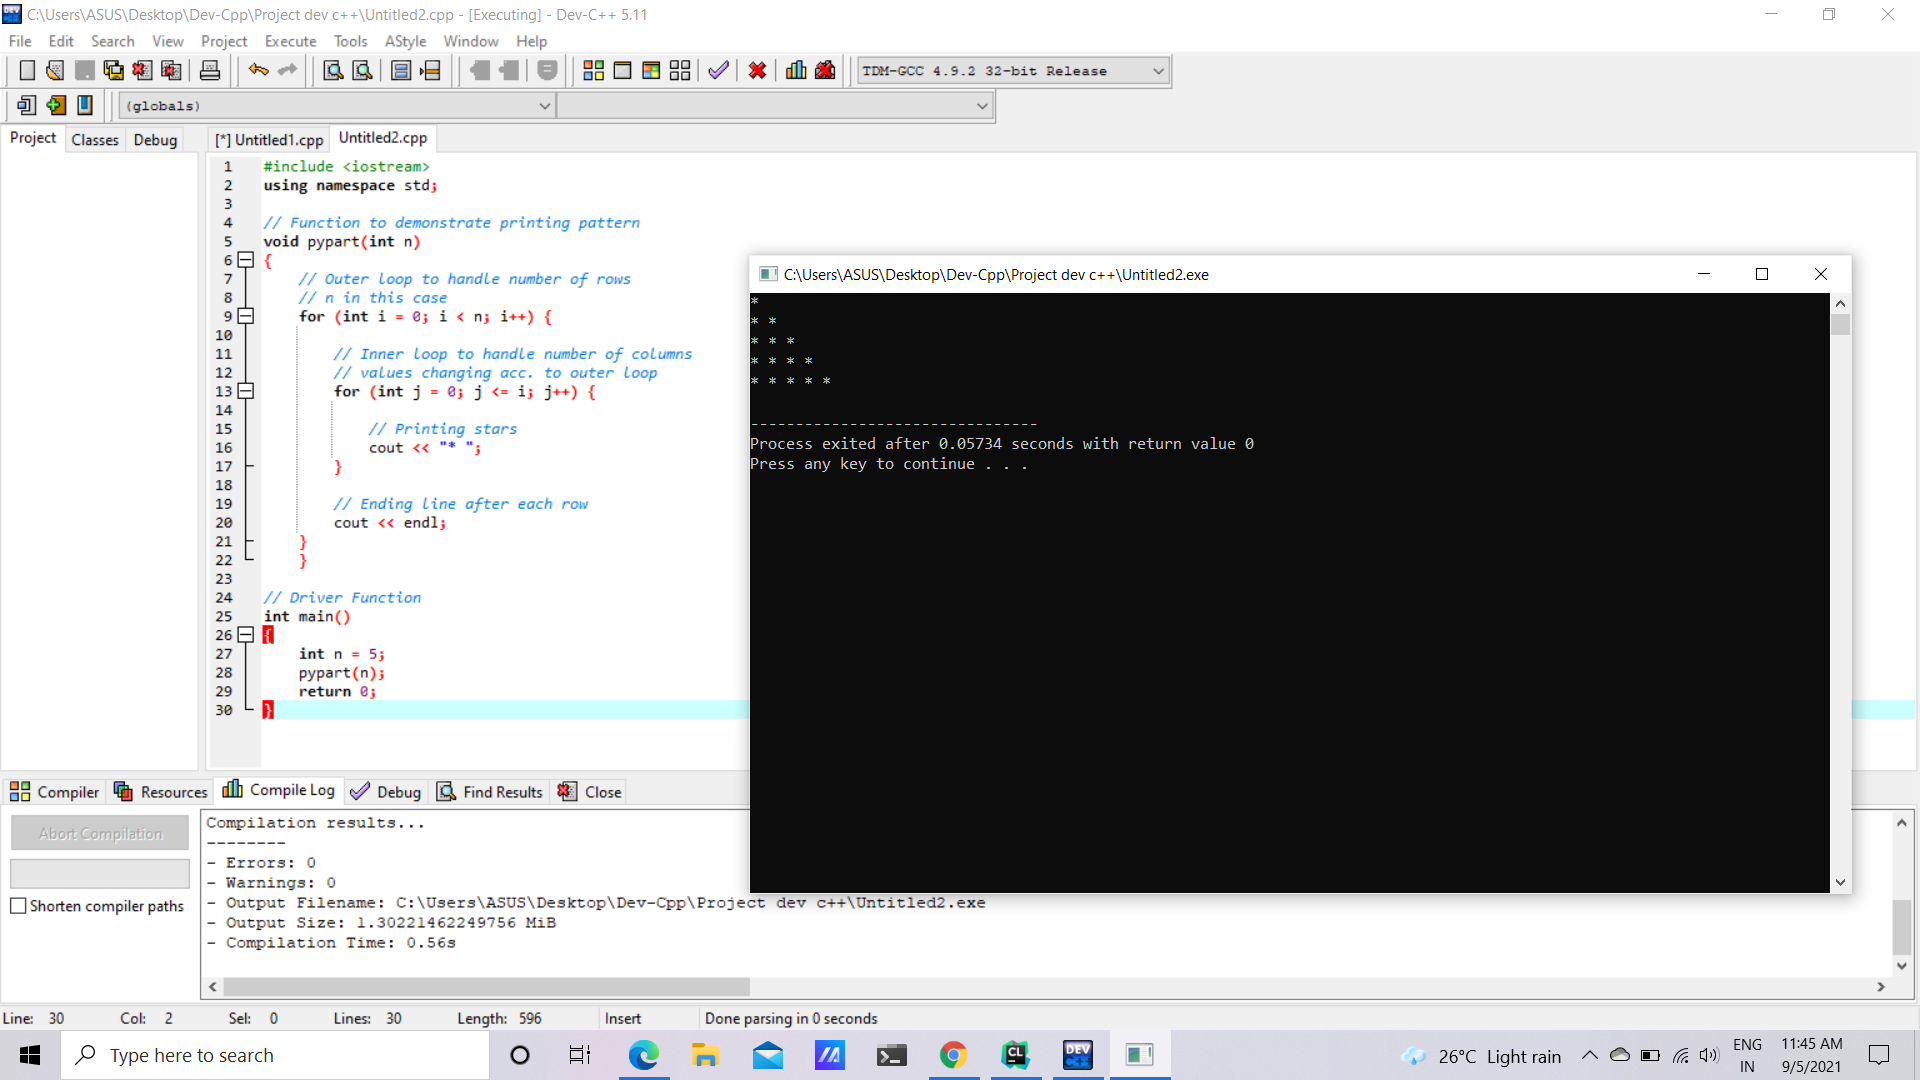 C:\Users\ASUS\Desktop\Dev-Cpp\Project dev c++\Untitled2.cpp - [Executing] - Dev-C++ 5.11
File Edit Search View Project Execute Tools AStyle Window Help
TDM-GCC 4.9.2 32-bit Release
(globals)
Project Classes Debug
[*] Untitled1.cpp Untitled2.cpp
1 #include <iostream>
2 using namespace std;
3
4 // Function to demonstrate printing pattern
5 void pypart(int n)
6 {
7 // Outer loop to handle number of rows
8 // n in this case
9 for (int i = 0; i < n; i++) {
10
11 // Inner loop to handle number of columns
12 // values changing acc. to outer loop
13 for (int j = 0; j <= i; j++) {
14
15 // Printing stars
16 cout << "* ";
17 }
18
19 // Ending line after each row
20 cout << endl;
21 }
22 }
23
24 // Driver Function
25 int main()
26 {
27 int n = 5;
28 pypart(n);
29 return 0;
30 }
C:\Users\ASUS\Desktop\Dev-Cpp\Project dev c++\Untitled2.exe
*
* *
* * *
* * * *
* * * * *
--------------------------------
Process exited after 0.05734 seconds with return value 0
Press any key to continue . . .
Compiler Resources Compile Log Debug Find Results Close
Abort Compilation
Shorten compiler paths
Compilation results...
--------
- Errors: 0
- Warnings: 0
- Output Filename: C:\Users\ASUS\Desktop\Dev-Cpp\Project dev c++\Untitled2.exe
- Output Size: 1.30221462249756 MiB
- Compilation Time: 0.56s
Line: 30 Col: 2 Sel: 0 Lines: 30 Length: 596 Insert Done parsing in 0 seconds
Type here to search
CL
DEV C++
26°C Light rain
ENG
IN
11:45 AM
9/5/2021